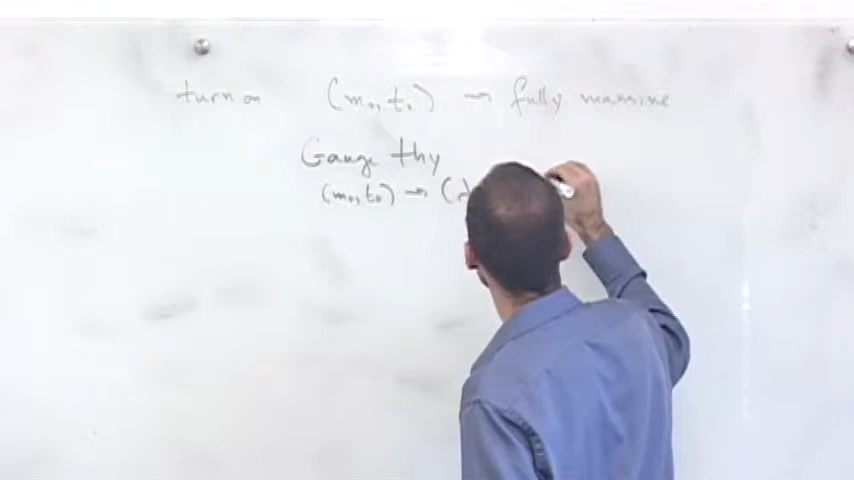 turn on (m₀, t₀) → fully massive
Gauge thy
(m₀, t₀) → (λ